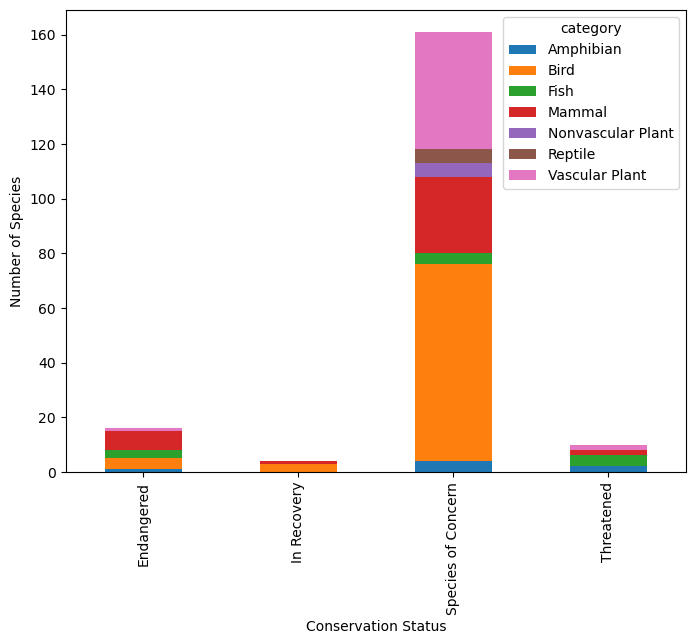 160
140
120
100
80
60
40
20
0
Number of Species
category
Amphibian
Bird
Fish
Mammal
Nonvascular Plant
Reptile
Vascular Plant
Endangered
In Recovery
Species of Concern
Threatened
Conservation Status